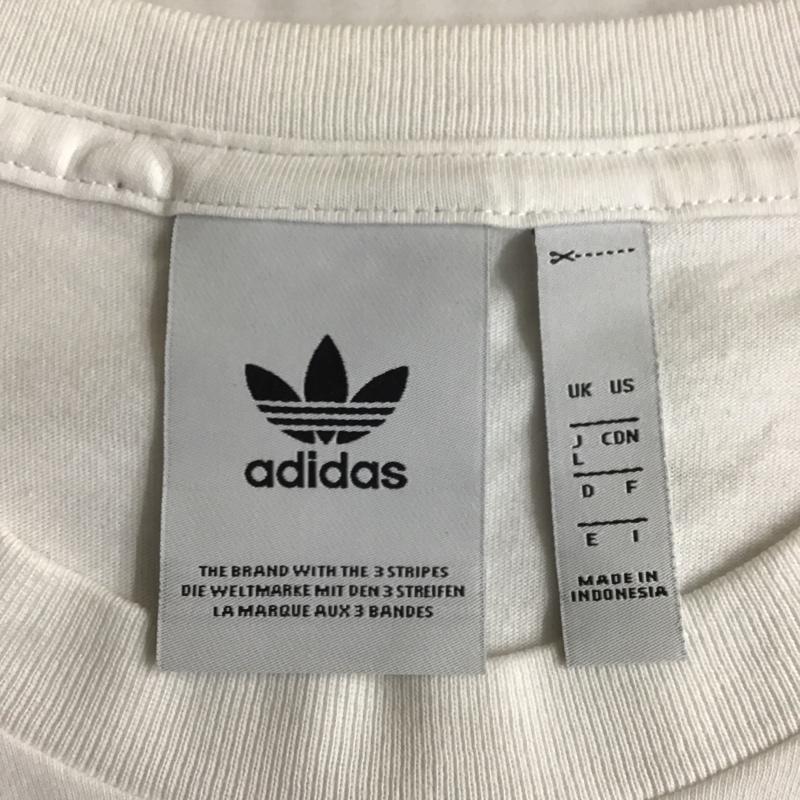 adidas
THE BRAND WITH THE 3 STRIPES
DIE WELTMARKE MIT DEN 3 STREIFEN
LA MARQUE AUX 3 BANDES
UK US
J CDN
L
D F
E I
MADE IN
INDONESIA